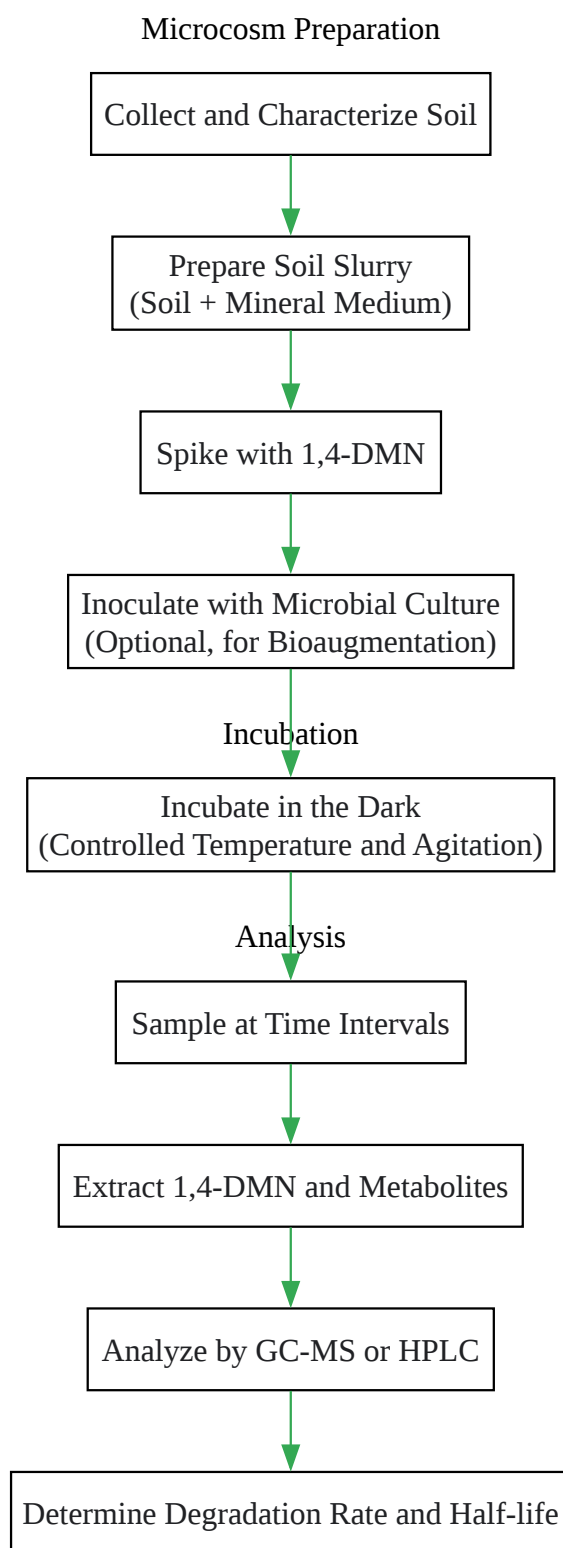 Microcosm Preparation
Collect and Characterize Soil
Prepare Soil Slurry
(Soil + Mineral Medium)
Spike with 1,4-DMN
Inoculate with Microbial Culture
(Optional, for Bioaugmentation)
Incubation
Incubate in the Dark
(Controlled Temperature and Agitation)
Analysis
Sample at Time Intervals
Extract 1,4-DMN and Metabolites
Analyze by GC-MS or HPLC
Determine Degradation Rate and Half-life